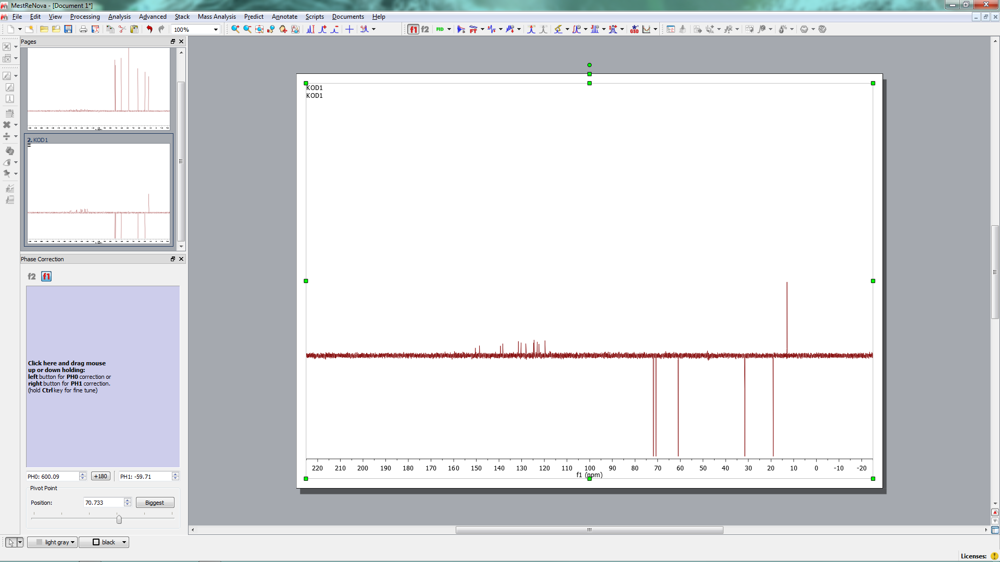 MestReNova - [Document 1*]
File Edit View Processing Analysis Advanced Stack Mass Analysis Predict Annotate Scripts Documents Help
100%
f1 f2 FID FT GSD
Pages
2. KOD1
Phase Correction
f2 f1
Click here and drag mouse
up or down holding:
left button for PH0 correction or
right button for PH1 correction.
(hold Ctrl key for fine tune)
PH0: 600.09 +180 PH1: -59.71
Pivot Point
Position: 70.733 Biggest
KOD1
KOD1
220 210 200 190 180 170 160 150 140 130 120 110 100 90 80 70 60 50 40 30 20 10 0 -10 -20
f1 (ppm)
light gray black
Licenses: